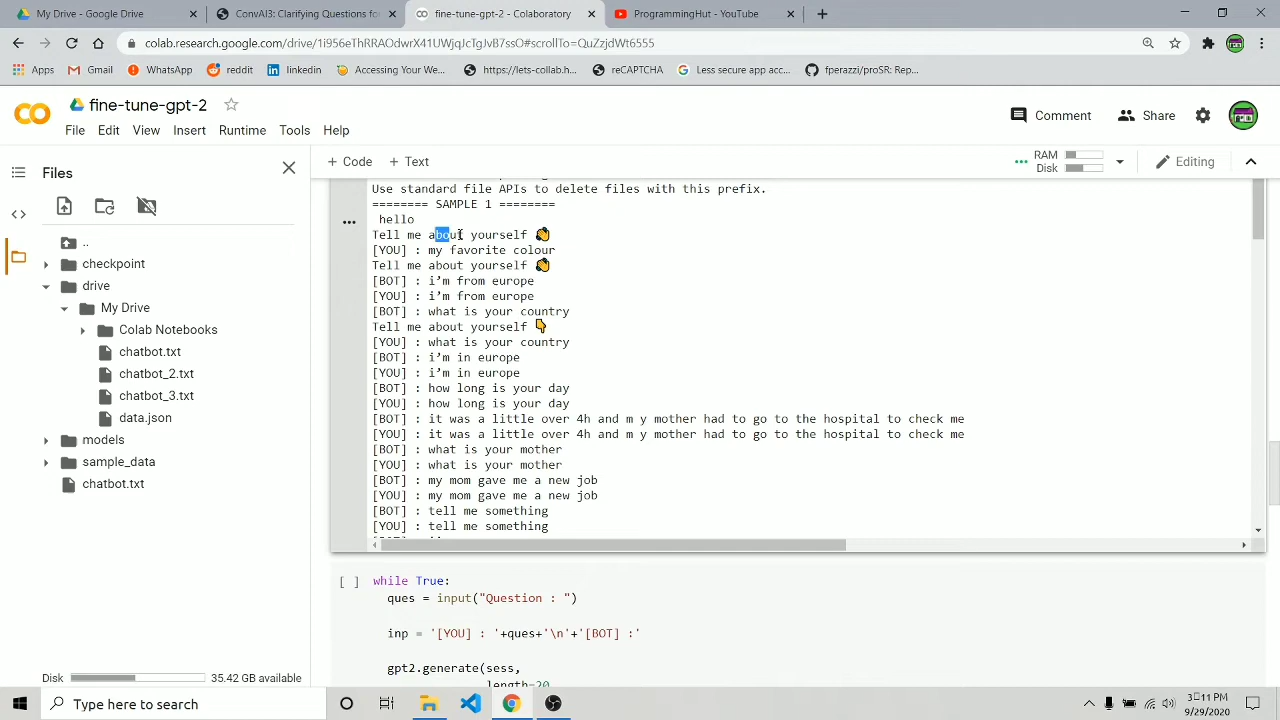 My Drive - Google Drive
ConvAI3: Clarifying Questions for
fine-tune-gpt-2 - Colaboratory
ProgrammingHut - YouTube
colab.research.google.com/drive/1i956eThRRAOdwrX41UWjqJcTgJvB7ssO#scrollTo=QuZzjdWt6555
Apps
Gmail
WhatsApp
reddit
linkedin
Accessing Your We...
https://lets-collab.h...
reCAPTCHA
Less secure app acc...
fperazzi/proSR: Rep...
fine-tune-gpt-2
Comment
Share
File Edit View Insert Runtime Tools Help
Files
+ Code + Text
RAM
Disk
Editing
..
checkpoint
drive
My Drive
Colab Notebooks
chatbot.txt
chatbot_2.txt
chatbot_3.txt
data.json
models
sample_data
chatbot.txt
Disk
35.42 GB available
Use standard file APIs to delete files with this prefix.
======== SAMPLE 1 ========
hello
Tell me about yourself 👏
[YOU] : my favorite colour
Tell me about yourself 👏
[BOT] : i’m from europe
[YOU] : i’m from europe
[BOT] : what is your country
Tell me about yourself 👇
[YOU] : what is your country
[BOT] : i’m in europe
[YOU] : i’m in europe
[BOT] : how long is your day
[YOU] : how long is your day
[BOT] : it was a little over 4h and m y mother had to go to the hospital to check me
[YOU] : it was a little over 4h and m y mother had to go to the hospital to check me
[BOT] : what is your mother
[YOU] : what is your mother
[BOT] : my mom gave me a new job
[YOU] : my mom gave me a new job
[BOT] : tell me something
[YOU] : tell me something
[ ] while True:
ques = input("Question : ")
inp = '[YOU] : '+ques+'\n'+'[BOT] :'
gpt2.generate(sess,
length=20
Type here to search
3:11 PM
9/29/2020